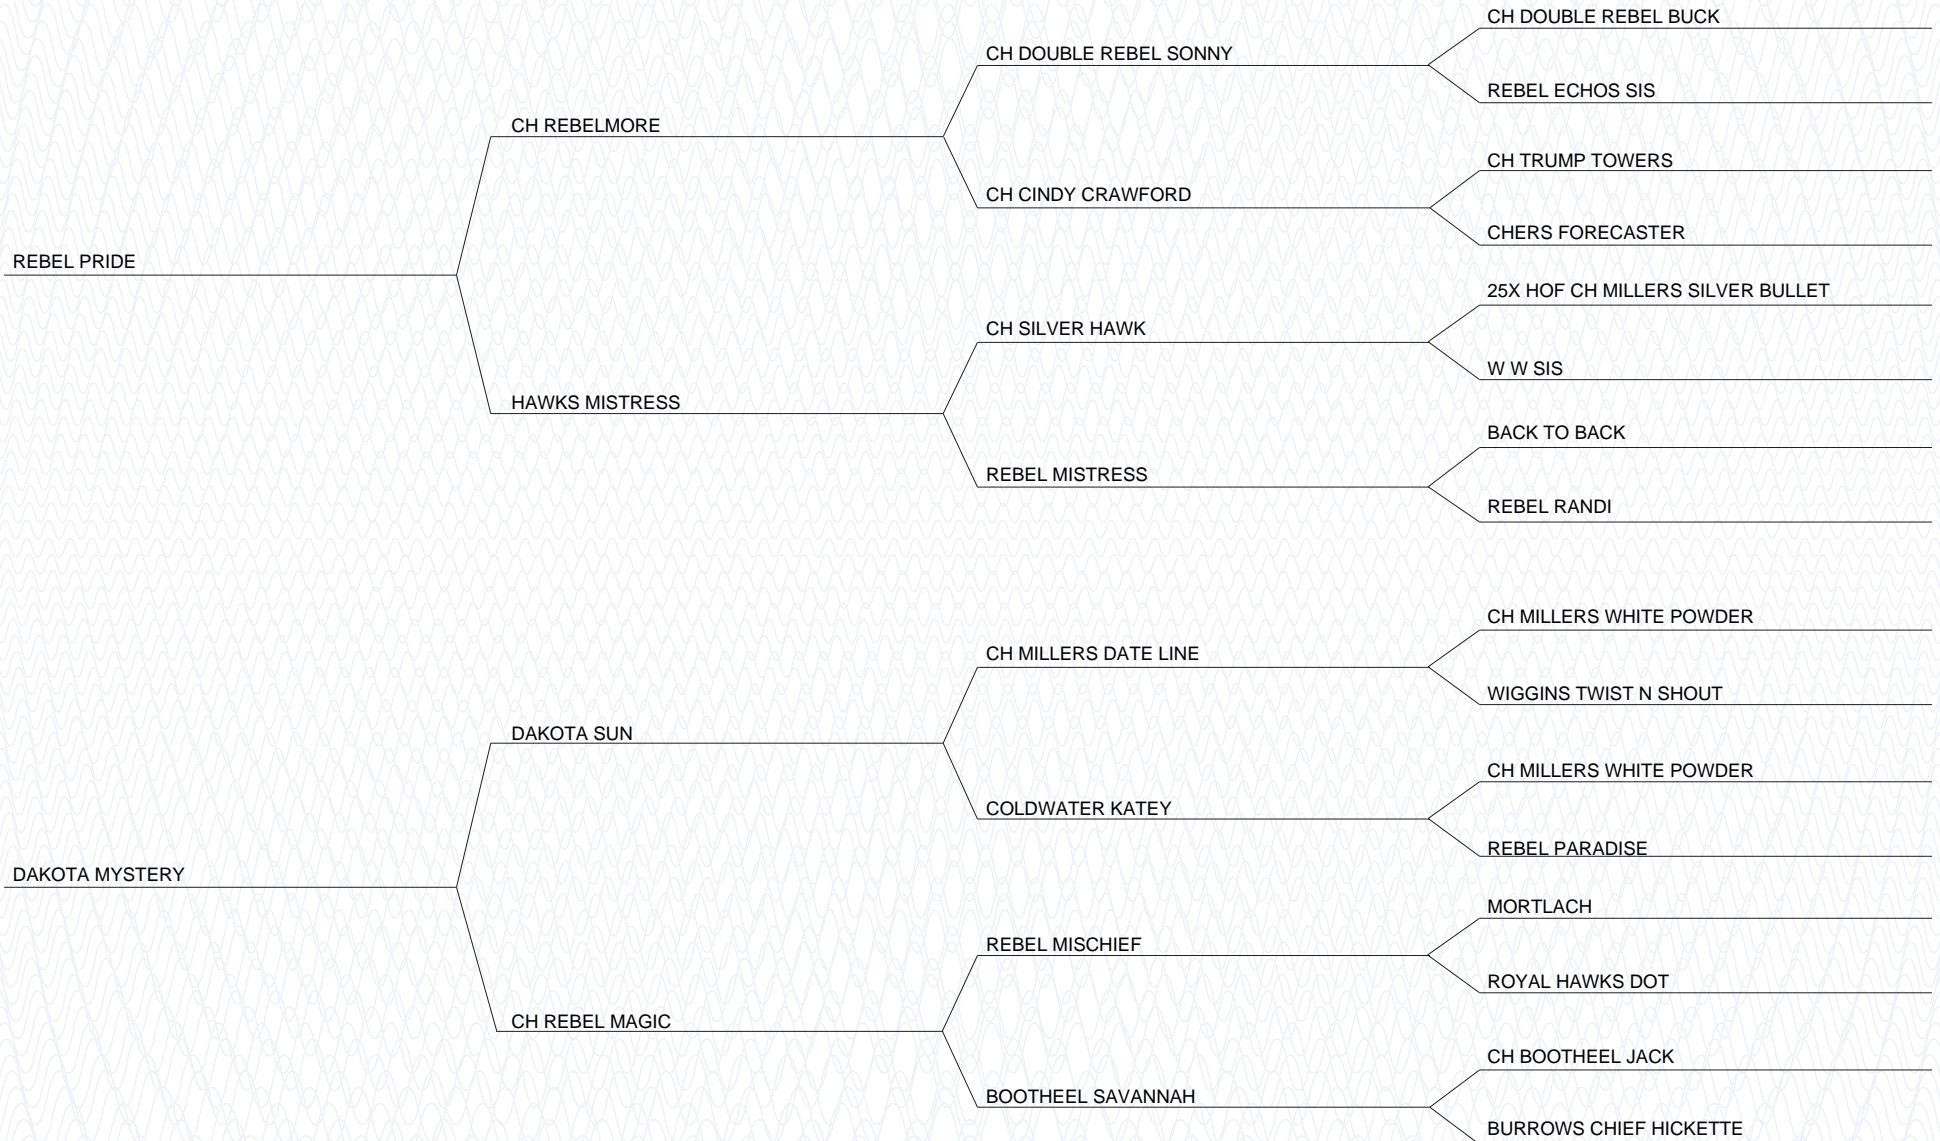 CH DOUBLE REBEL BUCK
CH DOUBLE REBEL SONNY
REBEL ECHOS SIS
CH REBELMORE
CH TRUMP TOWERS
CH CINDY CRAWFORD
CHERS FORECASTER
REBEL PRIDE
25X HOF CH MILLERS SILVER BULLET
CH SILVER HAWK
W W SIS
HAWKS MISTRESS
BACK TO BACK
REBEL MISTRESS
REBEL RANDI
CH MILLERS WHITE POWDER
CH MILLERS DATE LINE
WIGGINS TWIST N SHOUT
DAKOTA SUN
CH MILLERS WHITE POWDER
COLDWATER KATEY
REBEL PARADISE
DAKOTA MYSTERY
MORTLACH
REBEL MISCHIEF
ROYAL HAWKS DOT
CH REBEL MAGIC
CH BOOTHEEL JACK
BOOTHEEL SAVANNAH
BURROWS CHIEF HICKETTE